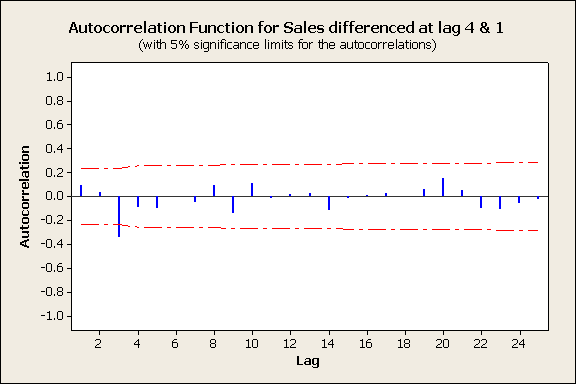 Autocorrelation Function for Sales differenced at lag 4 & 1
(with 5% significance limits for the autocorrelations)
1.0
0.8
0.6
0.4
0.2
0.0
-0.2
-0.4
-0.6
-0.8
-1.0
Autocorrelation
2 4 6 8 10 12 14 16 18 20 22 24
Lag